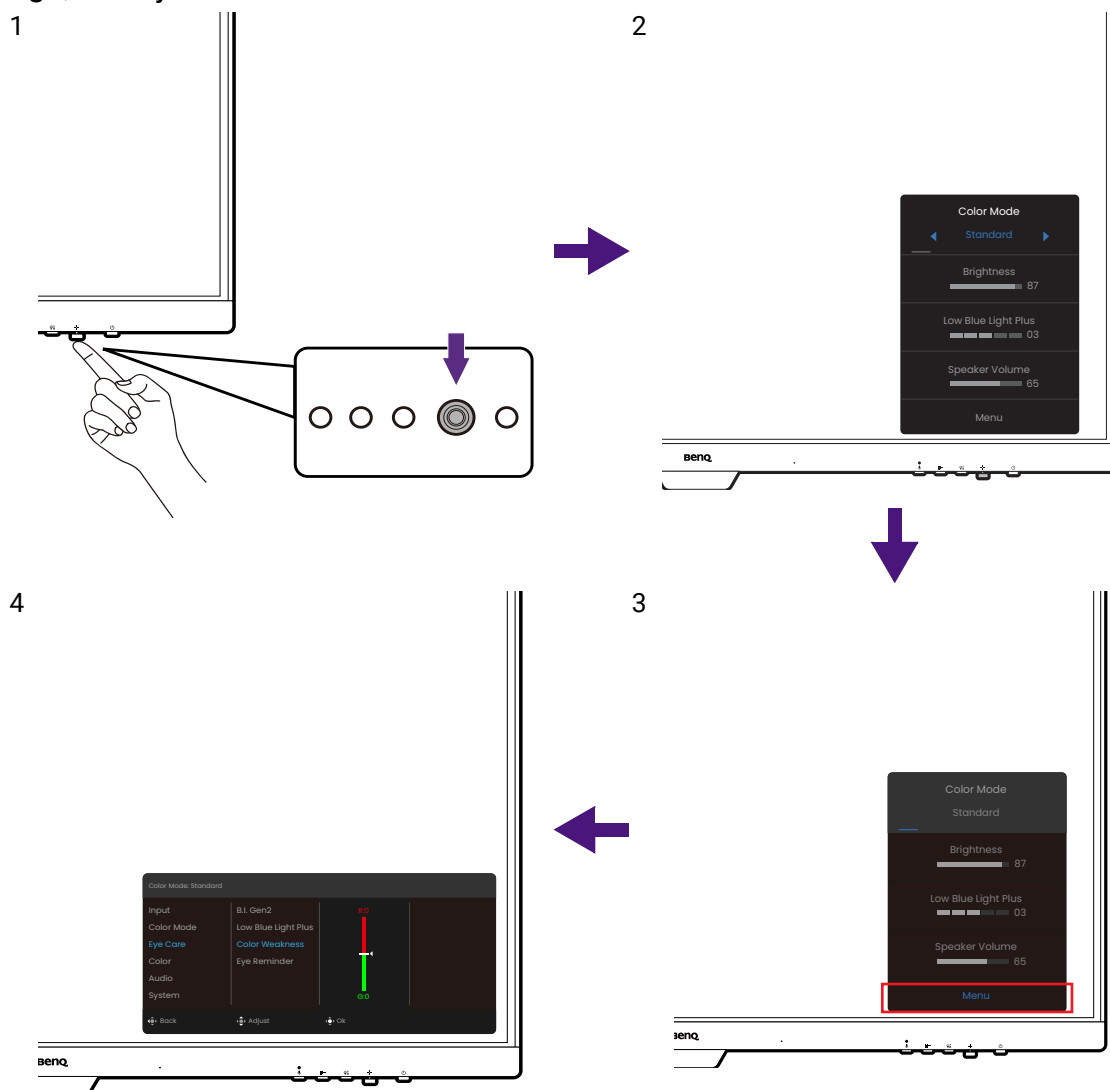 1
2
Color Mode
Standard
Brightness
87
Low Blue Light Plus
03
Speaker Volume
65
Menu
BenQ
4
3
Color Mode
Standard
Brightness
87
Low Blue Light Plus
03
Speaker Volume
65
Menu
BenQ
Color Mode: Standard
Input
B.I. Gen2
R:0
Color Mode
Low Blue Light Plus
Eye Care
Color Weakness
Color
Eye Reminder
Audio
System
G:0
Back
Adjust
Ok
BenQ